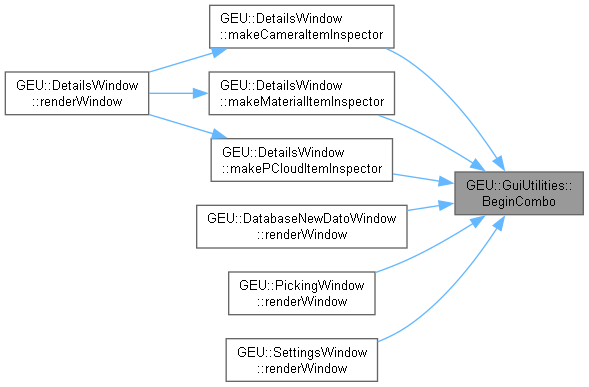 GEU::DetailsWindow
::makeCameraItemInspector
GEU::DetailsWindow
::renderWindow
GEU::DetailsWindow
::makeMaterialItemInspector
GEU::DetailsWindow
::makePCloudItemInspector
GEU::GuiUtilities::
BeginCombo
GEU::DatabaseNewDatoWindow
::renderWindow
GEU::PickingWindow
::renderWindow
GEU::SettingsWindow
::renderWindow